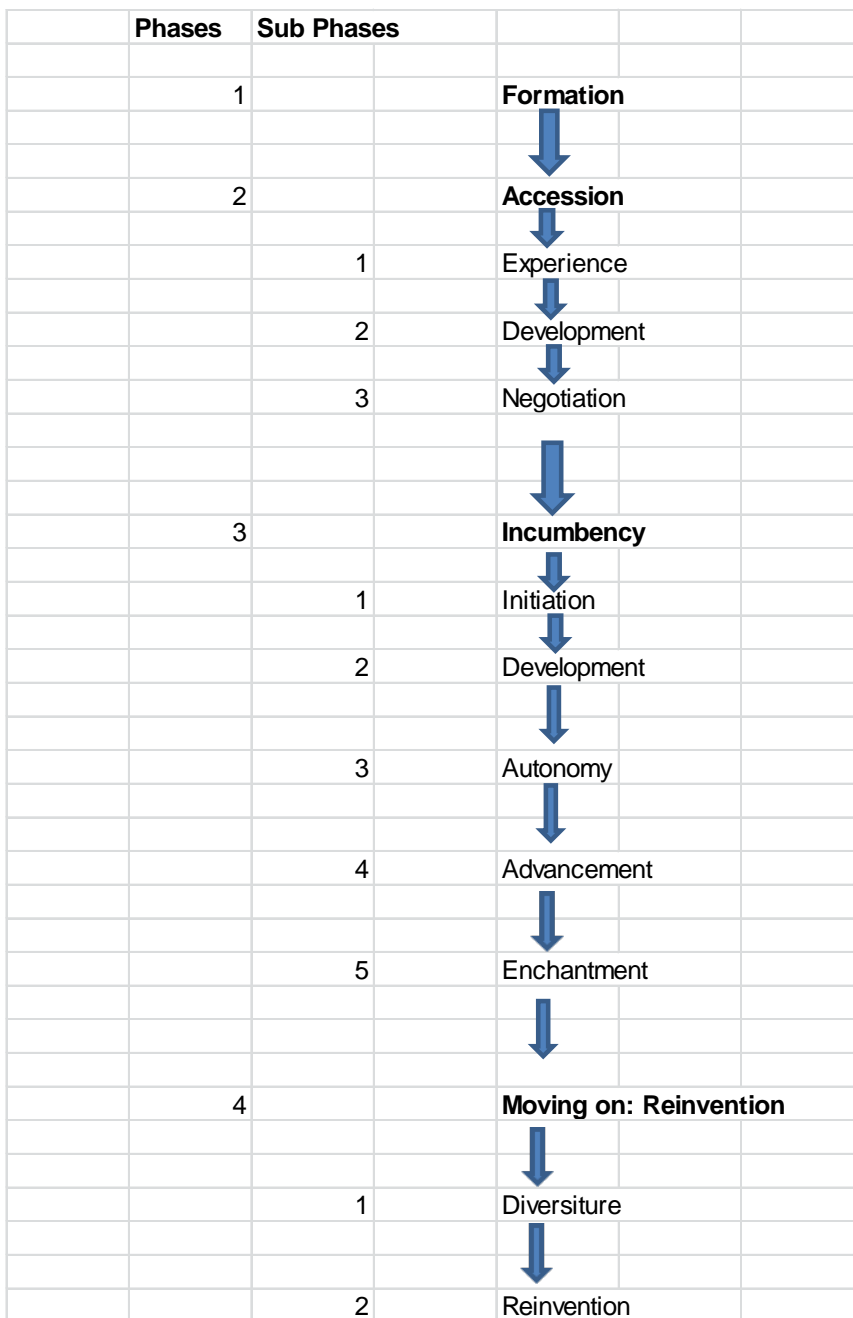 Phases Sub Phases
1 Formation
2 Accession
1 Experience
2 Development
3 Negotiation
3 Incumbency
1 Initiation
2 Development
3 Autonomy
4 Advancement
5 Enchantment
4 Moving on: Reinvention
1 Diversiture
2 Reinvention